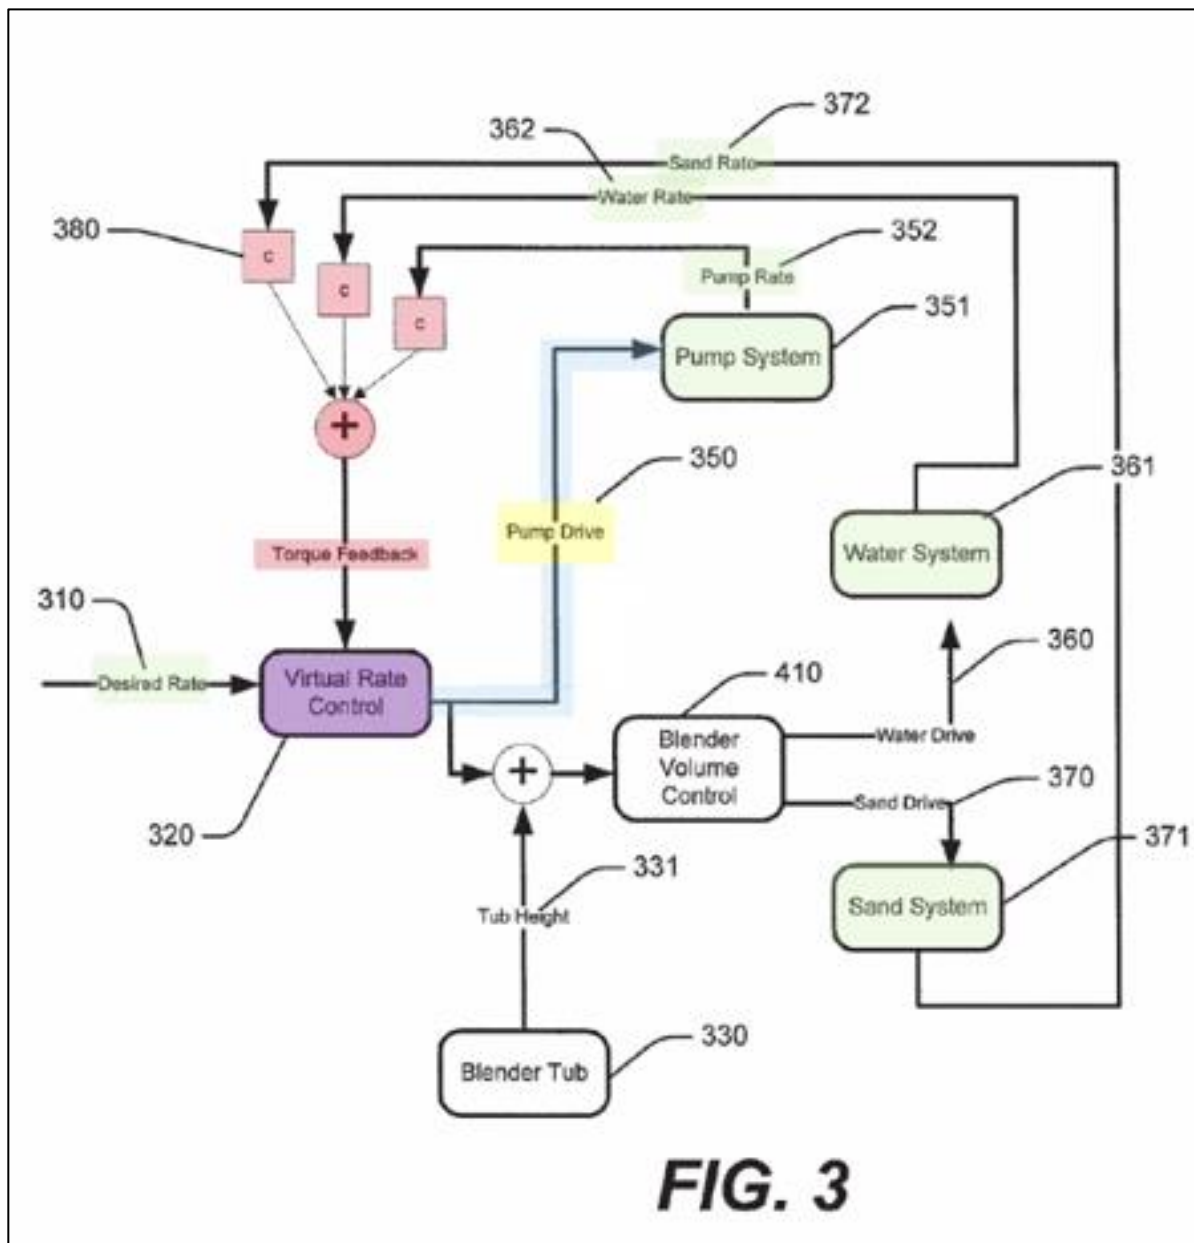 372
362
Sand Rate
Water Rate
380
352
c
c
c
Pump Rate
351
Pump System
+
350
361
Pump Drive
Water System
Torque Feedback
310
360
Desired Rate
Virtual Rate
Control
410
Blender
Volume
Control
Water Drive
+
370
Sand Drive
320
371
331
Sand System
Tub Height
330
Blender Tub
FIG. 3